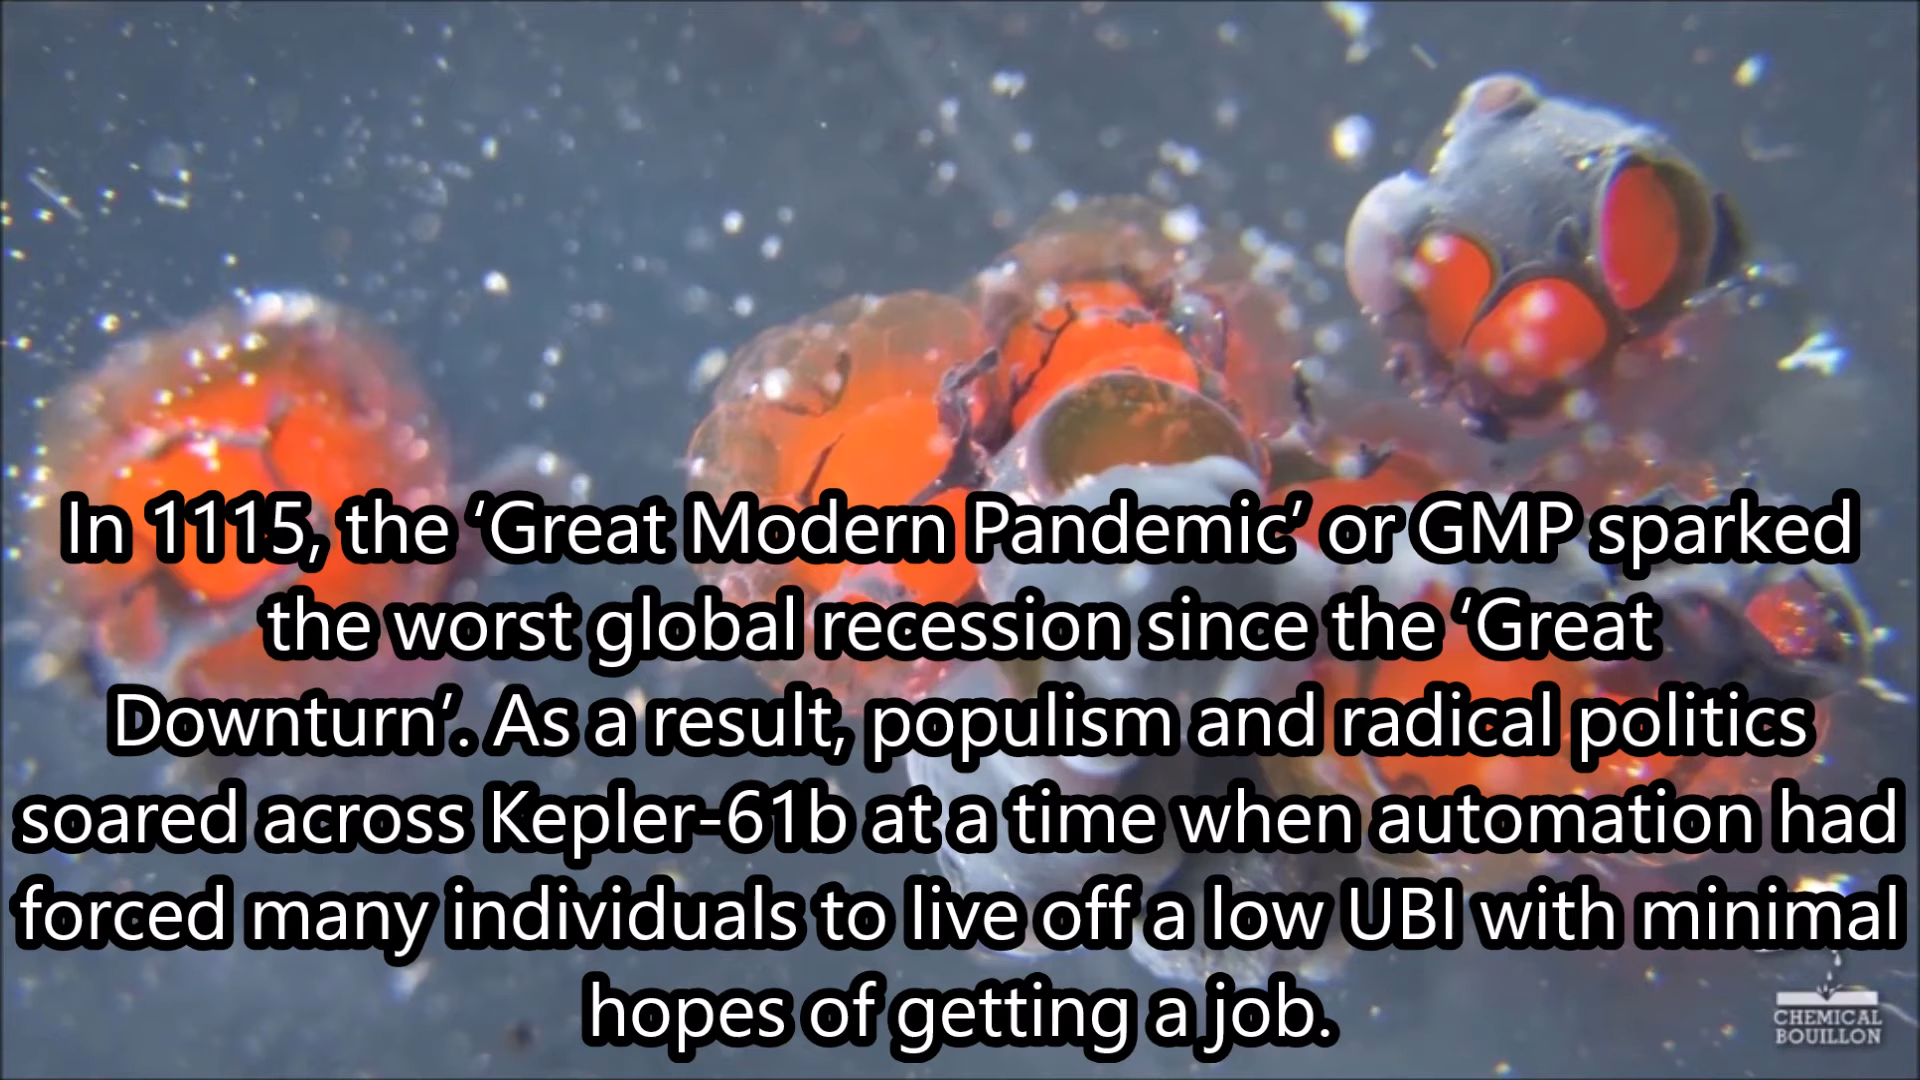 In 1115, the ‘Great Modern Pandemic’ or GMP sparked
the worst global recession since the ‘Great
Downturn’. As a result, populism and radical politics
soared across Kepler-61b at a time when automation had
forced many individuals to live off a low UBI with minimal
hopes of getting a job.
CHEMICAL
BOUILLON